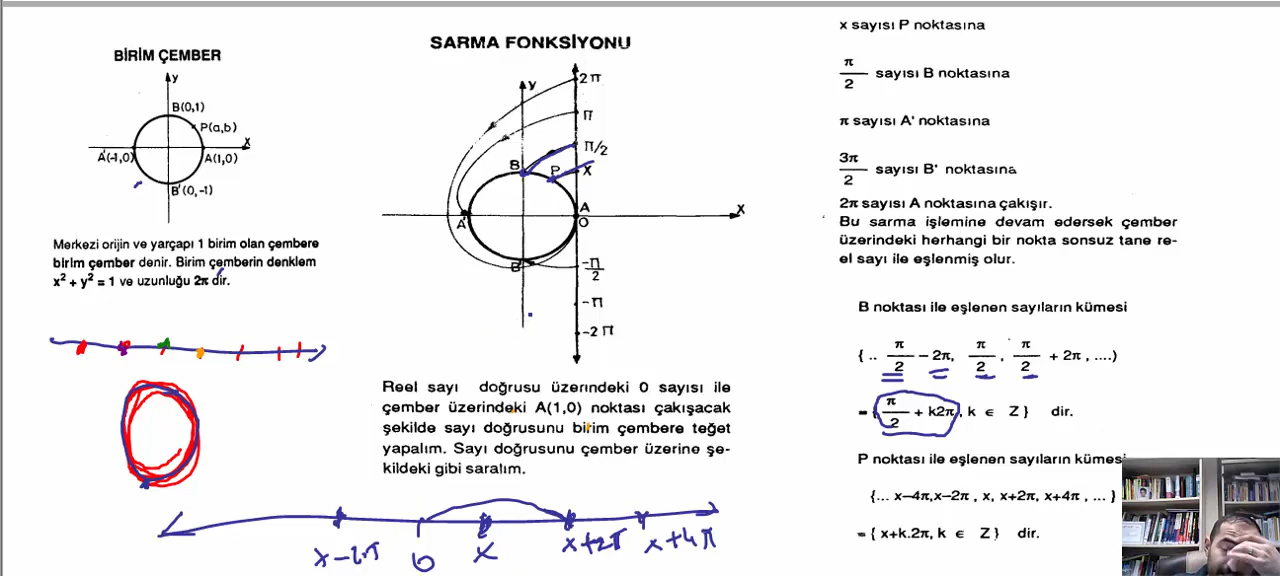 BİRİM ÇEMBER
y
B(0,1)
P(a,b)
x
A'(-1,0)
A(1,0)
B'(0,-1)
Merkezi orijin ve yarçapı 1 birim olan çembere
birim çember denir. Birim çemberin denklem
x² + y² = 1 ve uzunluğu 2π dir.
SARMA FONKSİYONU
y
2π
π
π/2
B
P
x
A
x
A'
O
B'
-π/2
-π
-2π
Reel sayı doğrusu üzerindeki 0 sayısı ile
çember üzerindeki A(1,0) noktası çakışacak
şekilde sayı doğrusunu birim çembere teğet
yapalım. Sayı doğrusunu çember üzerine şe-
kildeki gibi saralım.
x-2π 0 x x+2π x+4π
x sayısı P noktasına
π/2 sayısı B noktasına
π sayısı A' noktasına
3π/2 sayısı B' noktasına
2π sayısı A noktasına çakışır.
Bu sarma işlemine devam edersek çember
üzerindeki herhangi bir nokta sonsuz tane re-
el sayı ile eşlenmiş olur.
B noktası ile eşlenen sayıların kümesi
{.. π/2 - 2π, π/2 , π/2 + 2π , ....)
= { π/2 + k2π, k ∈ Z } dir.
P noktası ile eşlenen sayıların kümesi
{... x-4π,x-2π , x, x+2π, x+4π , ... }
= { x+k.2π, k ∈ Z } dir.